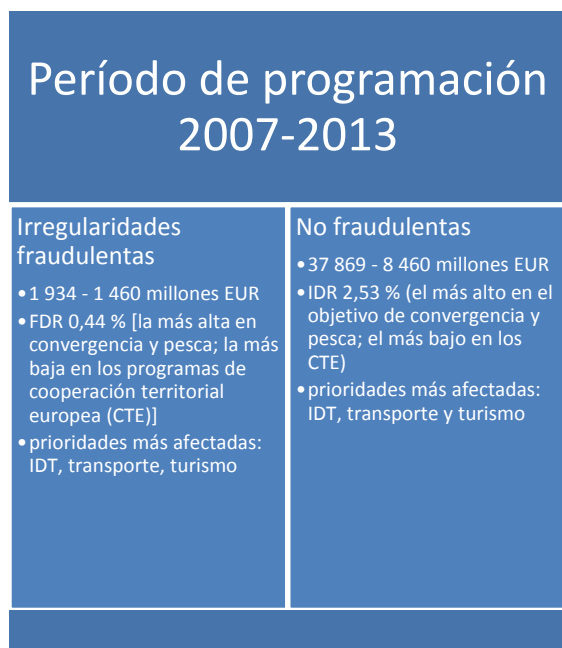 Período de programación
2007-2013
Irregularidades
fraudulentas
•1 934 - 1 460 millones EUR
•FDR 0,44 % [la más alta en
convergencia y pesca; la más
baja en los programas de
cooperación territorial
europea (CTE)]
•prioridades más afectadas:
IDT, transporte, turismo
No fraudulentas
•37 869 - 8 460 millones EUR
•IDR 2,53 % (el más alto en el
objetivo de convergencia y
pesca; el más bajo en los
CTE)
•prioridades más afectadas:
IDT, transporte y turismo